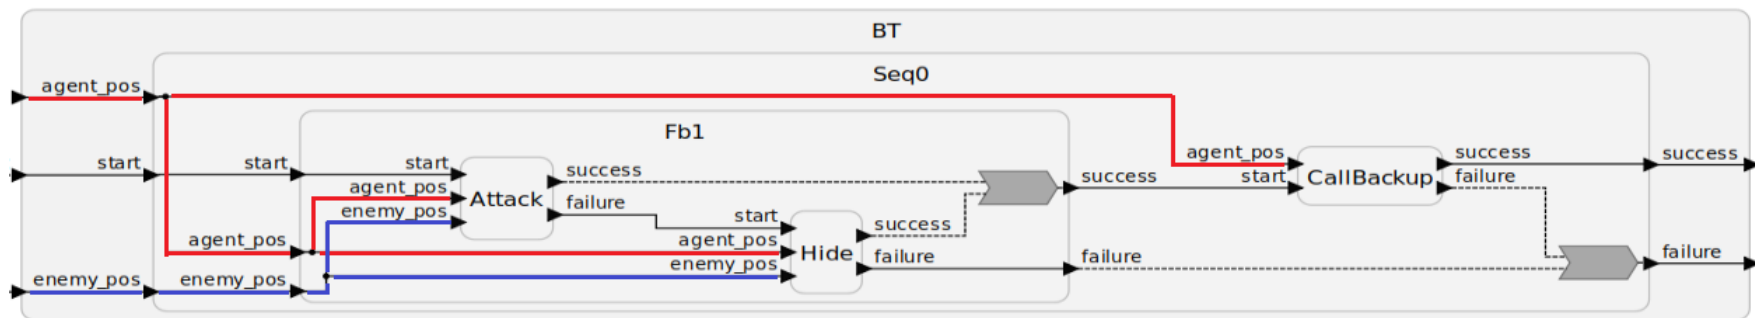 BT
Seq0
agent_pos
Fb1
agent_pos
success
success
start
start
start
success
success
start
CallBackup
failure
agent_pos
Attack
enemy_pos
failure
start
success
agent_pos
agent_pos
Hide
failure
failure
failure
enemy_pos
enemy_pos
enemy_pos